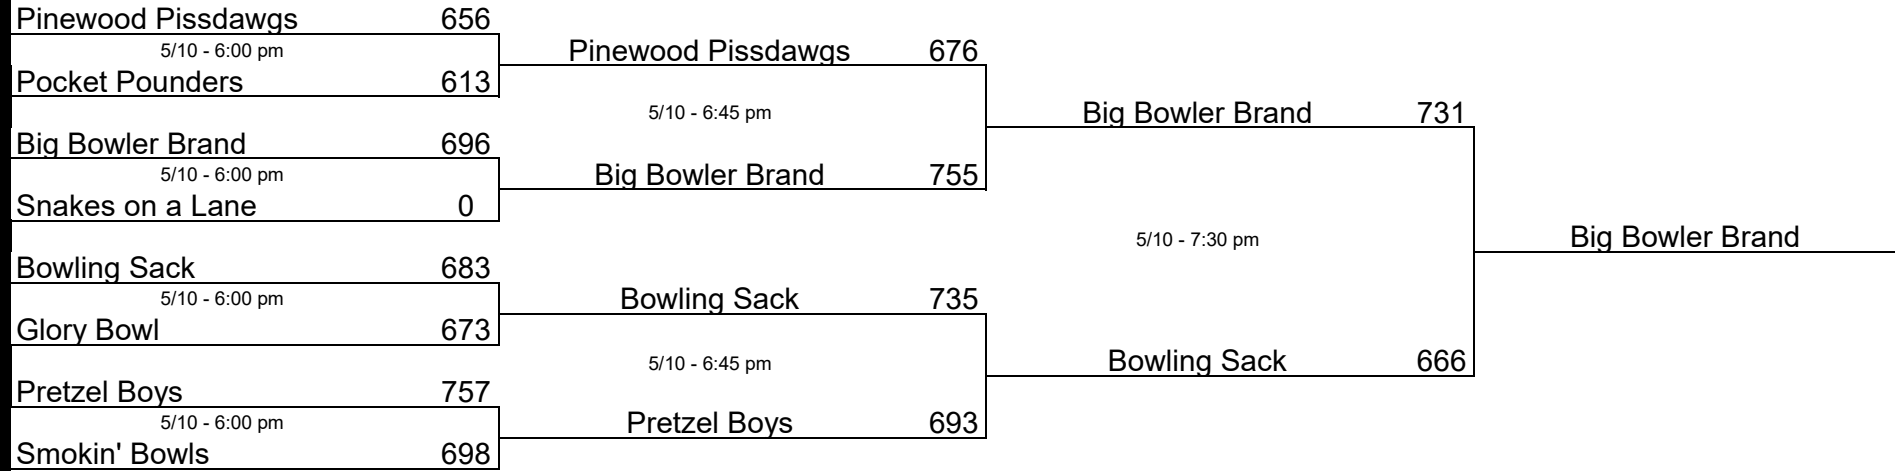 Pinewood Pissdawgs 656
5/10 - 6:00 pm
Pocket Pounders 613
Big Bowler Brand 696
5/10 - 6:00 pm
Snakes on a Lane 0
Bowling Sack 683
5/10 - 6:00 pm
Glory Bowl 673
Pretzel Boys 757
5/10 - 6:00 pm
Smokin' Bowls 698
Pinewood Pissdawgs 676
5/10 - 6:45 pm
Big Bowler Brand 755
Bowling Sack 735
5/10 - 6:45 pm
Pretzel Boys 693
Big Bowler Brand 731
5/10 - 7:30 pm
Bowling Sack 666
Big Bowler Brand